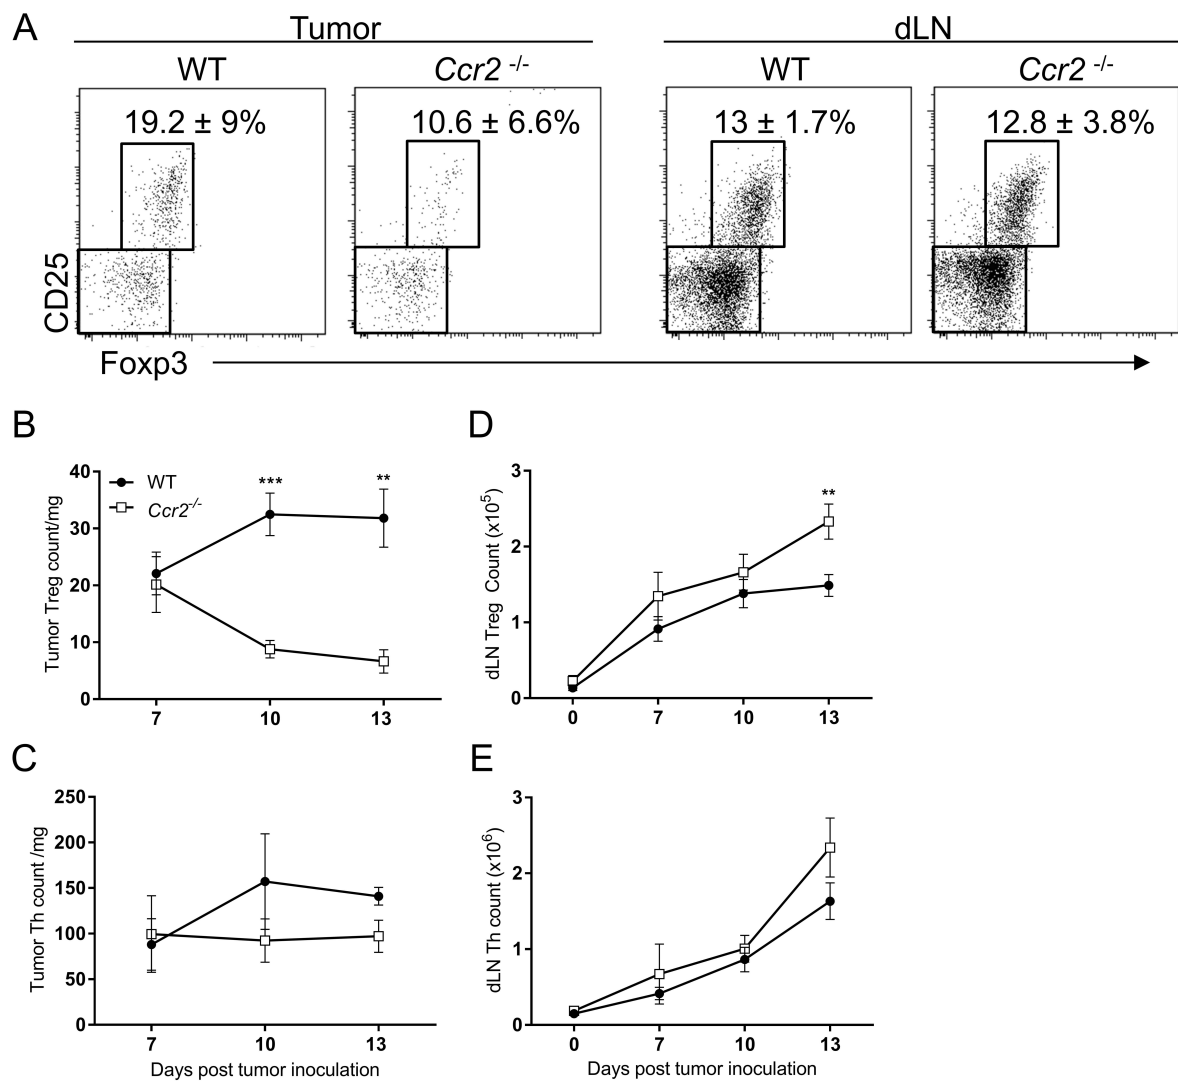 A
Tumor
dLN
WT
Ccr2 -/-
WT
Ccr2 -/-
19.2 ± 9%
10.6 ± 6.6%
13 ± 1.7%
12.8 ± 3.8%
CD25
Foxp3
B
Tumor Treg count/mg
40
30
20
10
0
WT
Ccr2-/-
***
**
7
10
13
D
dLN Treg Count (x10⁵)
3
2
1
0
**
0
7
10
13
C
Tumor Th count /mg
250
200
150
100
50
0
7
10
13
Days post tumor inoculation
E
dLN Th count (x10⁶)
3
2
1
0
0
7
10
13
Days post tumor inoculation